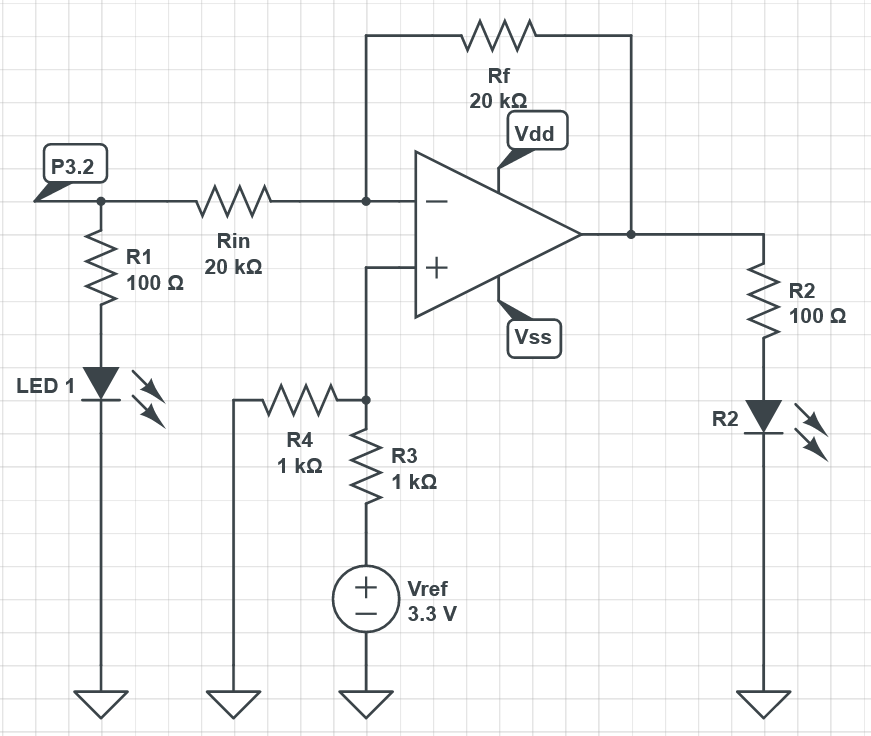 Rf
20 kΩ
Vdd
P3.2
Rin
20 kΩ
R1
100 Ω
R2
100 Ω
Vss
LED 1
R2
R4
1 kΩ
R3
1 kΩ
Vref
3.3 V